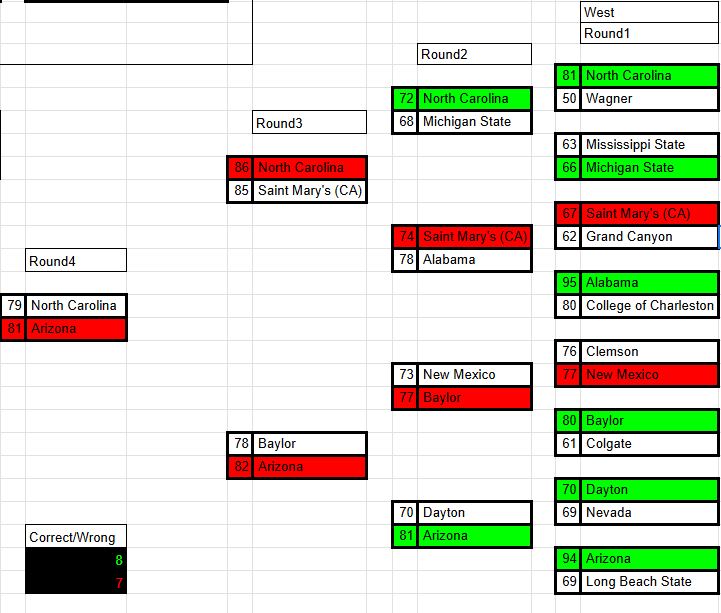 West
Round1
Round2
81 North Carolina
72 North Carolina
50 Wagner
Round3
68 Michigan State
63 Mississippi State
86 North Carolina
66 Michigan State
85 Saint Mary's (CA)
67 Saint Mary's (CA)
74 Saint Mary's (CA)
62 Grand Canyon
Round4
78 Alabama
95 Alabama
79 North Carolina
80 College of Charleston
81 Arizona
76 Clemson
73 New Mexico
77 New Mexico
77 Baylor
80 Baylor
78 Baylor
61 Colgate
82 Arizona
70 Dayton
70 Dayton
69 Nevada
Correct/Wrong
81 Arizona
8
94 Arizona
7
69 Long Beach State